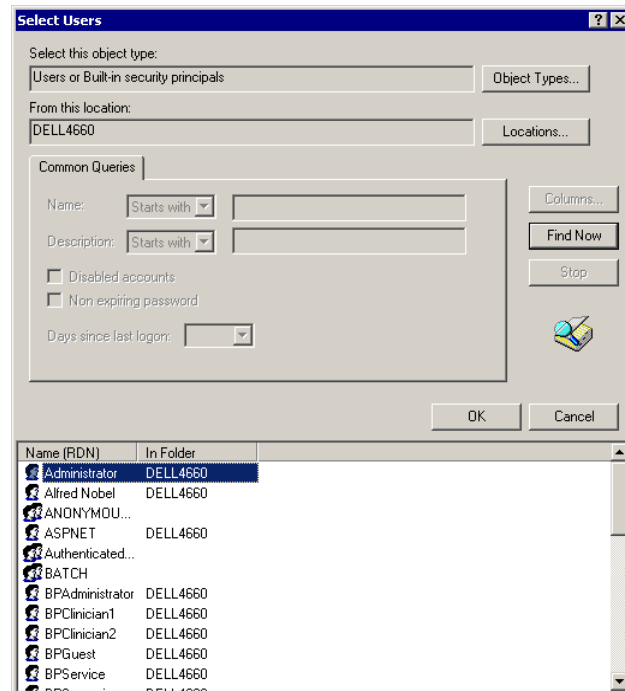 Select Users
Select this object type:
Users or Built-in security principals
Object Types...
From this location:
DELL4660
Locations...
Common Queries
Name:
Starts with
Columns...
Description:
Starts with
Find Now
Disabled accounts
Stop
Non expiring password
Days since last logon:
OK
Cancel
Name (RDN) In Folder
Administrator DELL4660
Alfred Nobel DELL4660
ANONYMOU...
ASPNET DELL4660
Authenticated...
BATCH
BPAdministrator DELL4660
BPClinician1 DELL4660
BPClinician2 DELL4660
BPGuest DELL4660
BPService DELL4660